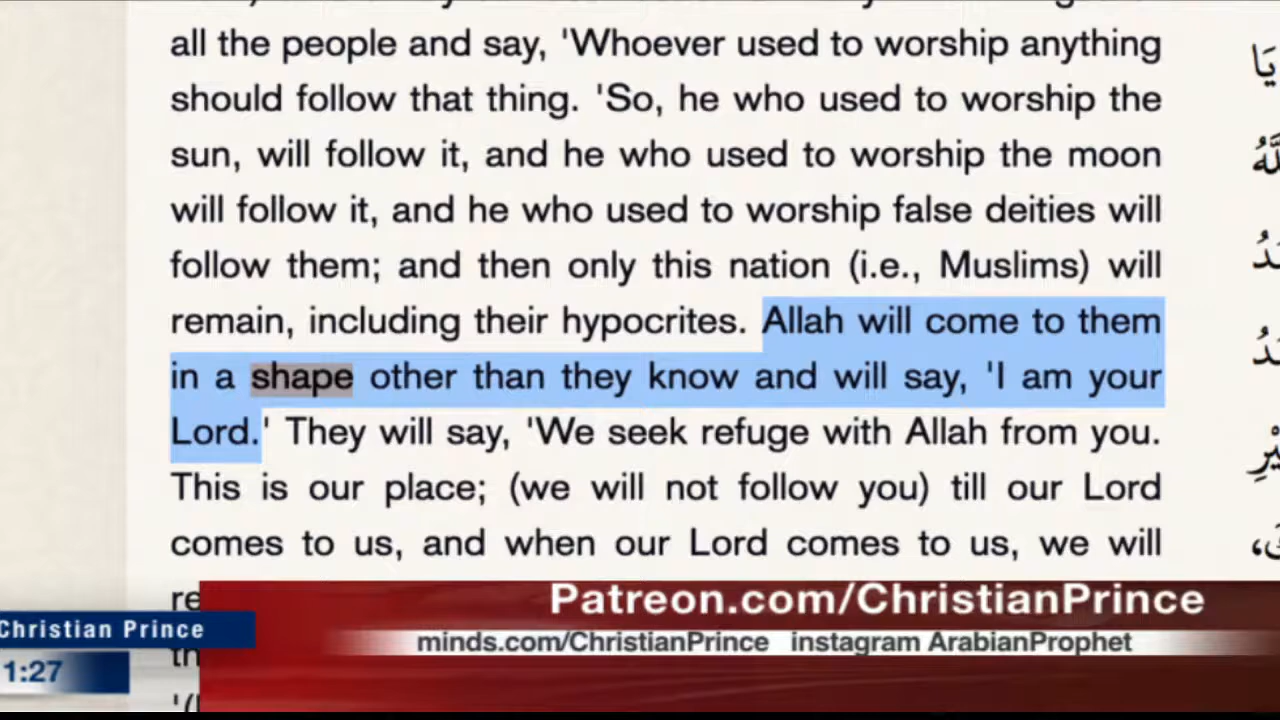 all the people and say, 'Whoever used to worship anything
should follow that thing. 'So, he who used to worship the
sun, will follow it, and he who used to worship the moon
will follow it, and he who used to worship false deities will
follow them; and then only this nation (i.e., Muslims) will
remain, including their hypocrites. Allah will come to them
in a shape other than they know and will say, 'I am your
Lord.' They will say, 'We seek refuge with Allah from you.
This is our place; (we will not follow you) till our Lord
comes to us, and when our Lord comes to us, we will
re
Patreon.com/ChristianPrince
Christian Prince
minds.com/ChristianPrince instagram ArabianProphet
th
1:27
يَا